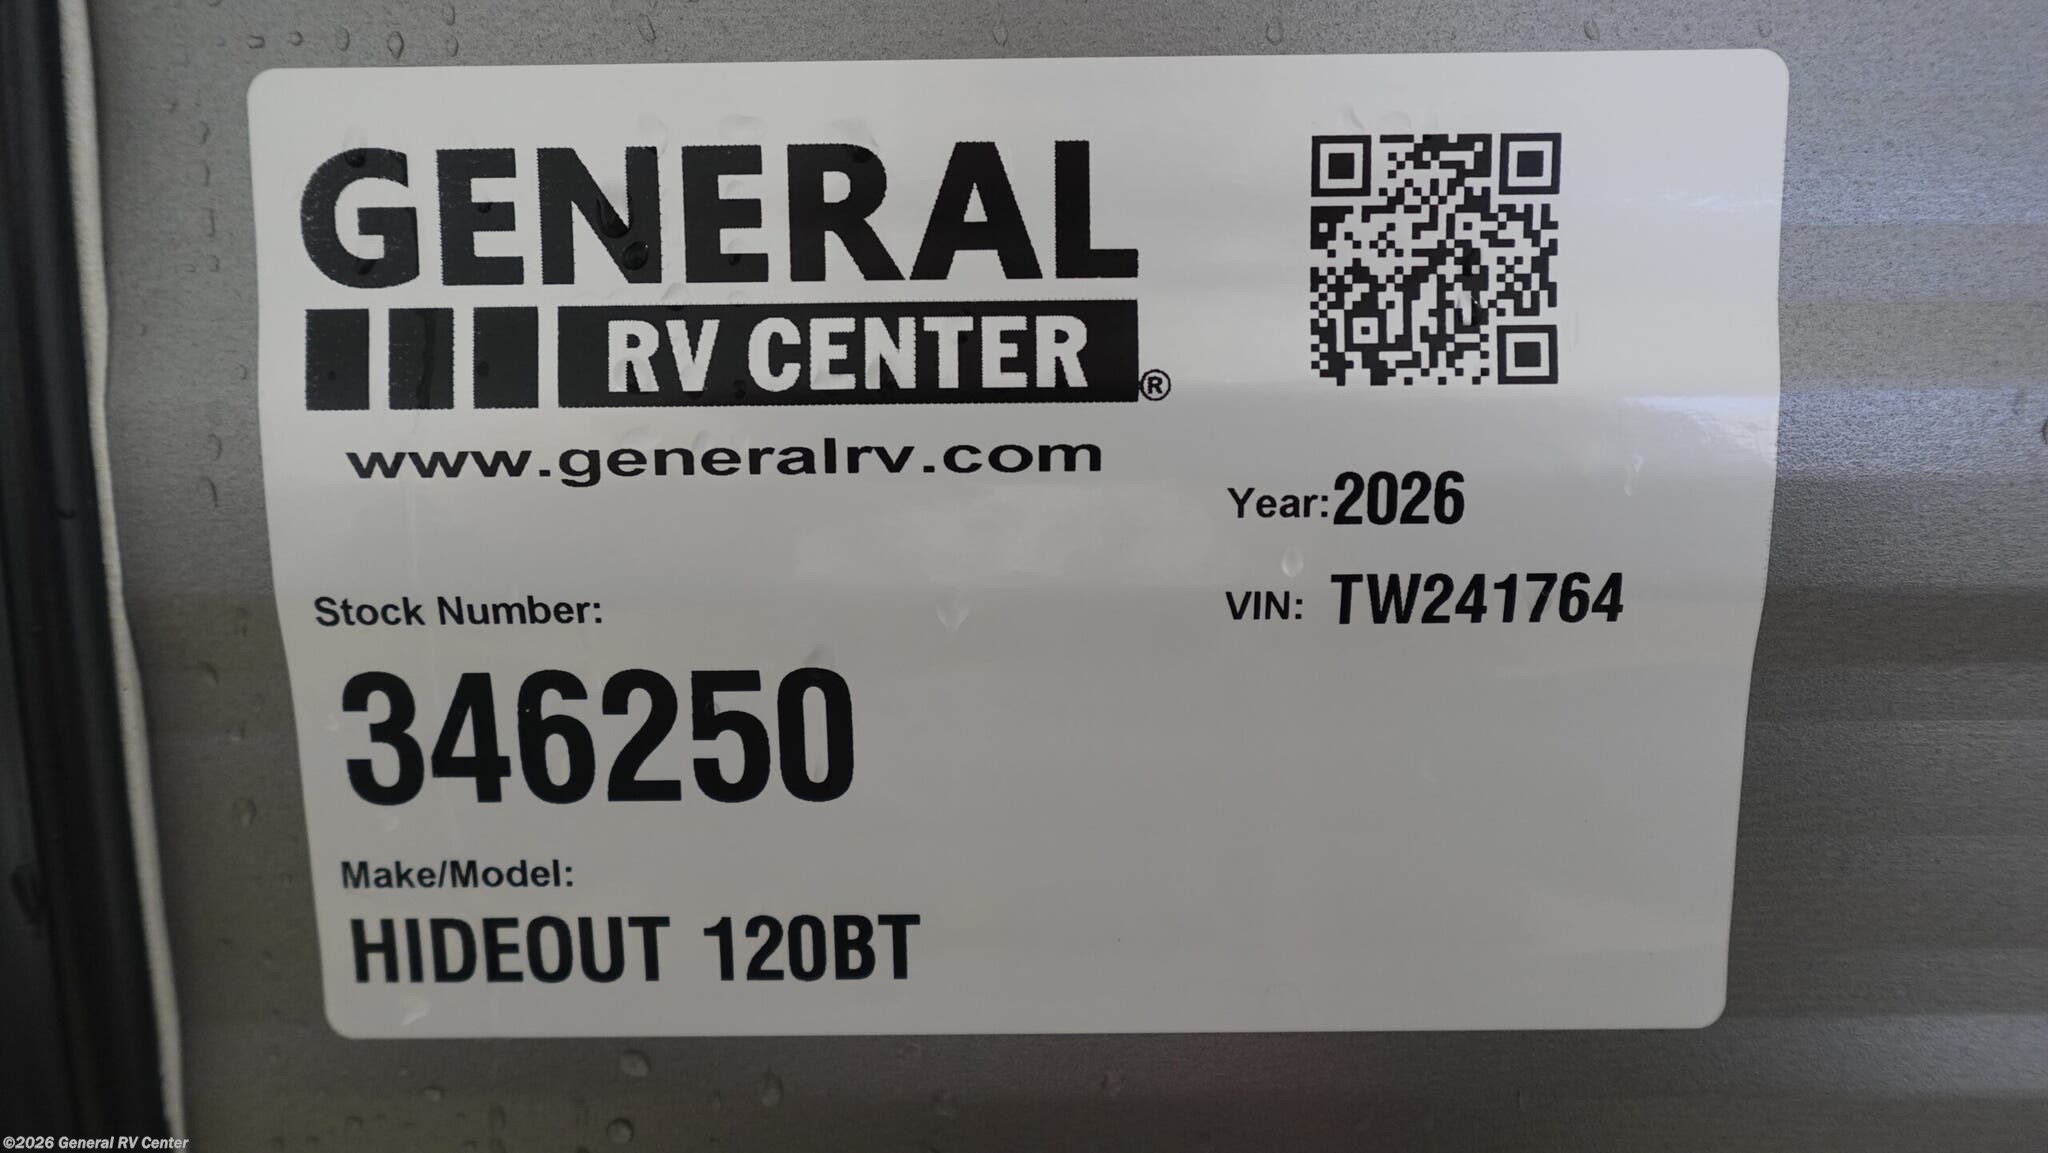 GENERAL
RV CENTER ®
www.generalrv.com
Year: 2026
VIN: TW241764
Stock Number:
346250
Make/Model:
HIDEOUT 120BT
©2026 General RV Center